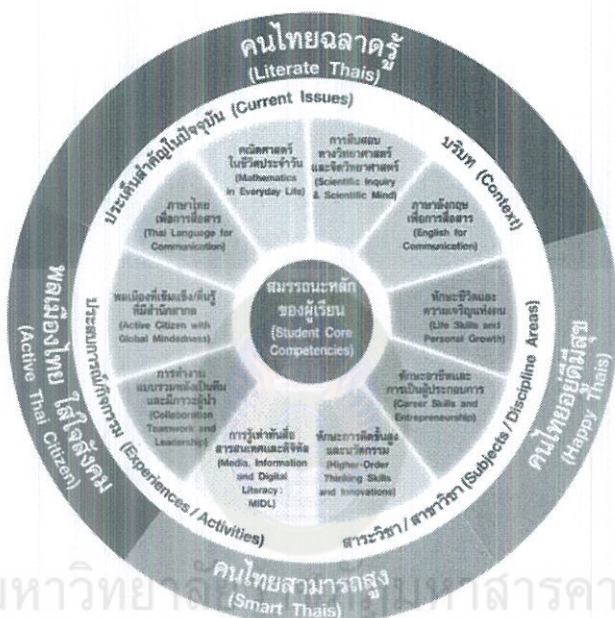 คนไทยฉลาดรู้
(Literate Thais)
ประเด็นสำคัญในปัจจุบัน (Current Issues)
บริบท (Context)
คณิตศาสตร์
ในชีวิตประจำวัน
(Mathematics
in Everyday Life)
การสืบสอบ
ทางวิทยาศาสตร์
และจิตวิทยาศาสตร์
(Scientific Inquiry
& Scientific Mind)
ภาษาไทย
เพื่อการสื่อสาร
(Thai Language for
Communication)
ภาษาอังกฤษ
เพื่อการสื่อสาร
(English for
Communication)
พลเมืองที่เข้มแข็ง/ตื่นรู้
ที่มีสำนึกสากล
(Active Citizen with
Global Mindedness)
สมรรถนะหลัก
ของผู้เรียน
(Student Core
Competencies)
ทักษะชีวิตและ
ความเจริญแห่งตน
(Life Skills and
Personal Growth)
การทำงาน
แบบรวมพลังเป็นทีม
และมีภาวะผู้นำ
(Collaboration
Teamwork and
Leadership)
ทักษะอาชีพและ
การเป็นผู้ประกอบการ
(Career Skills and
Entrepreneurship)
การรู้เท่าทันสื่อ
สารสนเทศและดิจิทัล
(Media, Information
and Digital
Literacy :
MIDL)
ทักษะการคิดขั้นสูง
และนวัตกรรม
(Higher-Order
Thinking Skills
and Innovations)
พลเมืองไทย ใส่ใจสังคม
(Active Thai Citizen)
ประสบการณ์/กิจกรรม (Experiences / Activities)
สาระวิชา / สาขาวิชา (Subjects / Discipline Areas)
คนไทยอยู่ดีมีสุข
(Happy Thais)
คนไทยสามารถสูง
(Smart Thais)